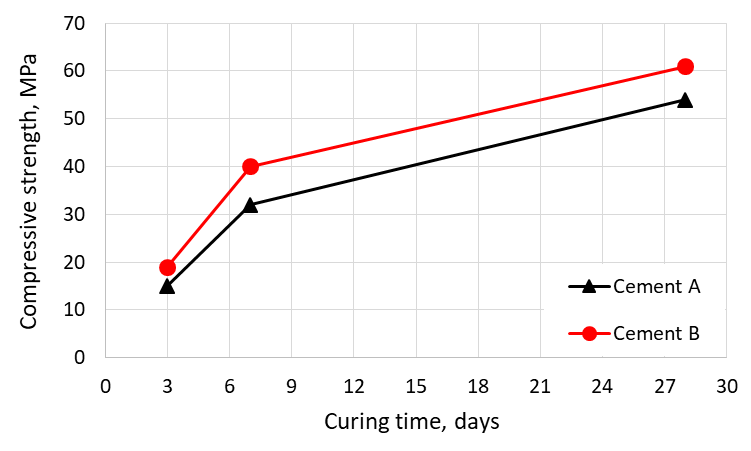 70
60
50
40
30
20
10
0
Compressive strength, MPa
Cement A
Cement B
0 3 6 9 12 15 18 21 24 27 30
Curing time, days